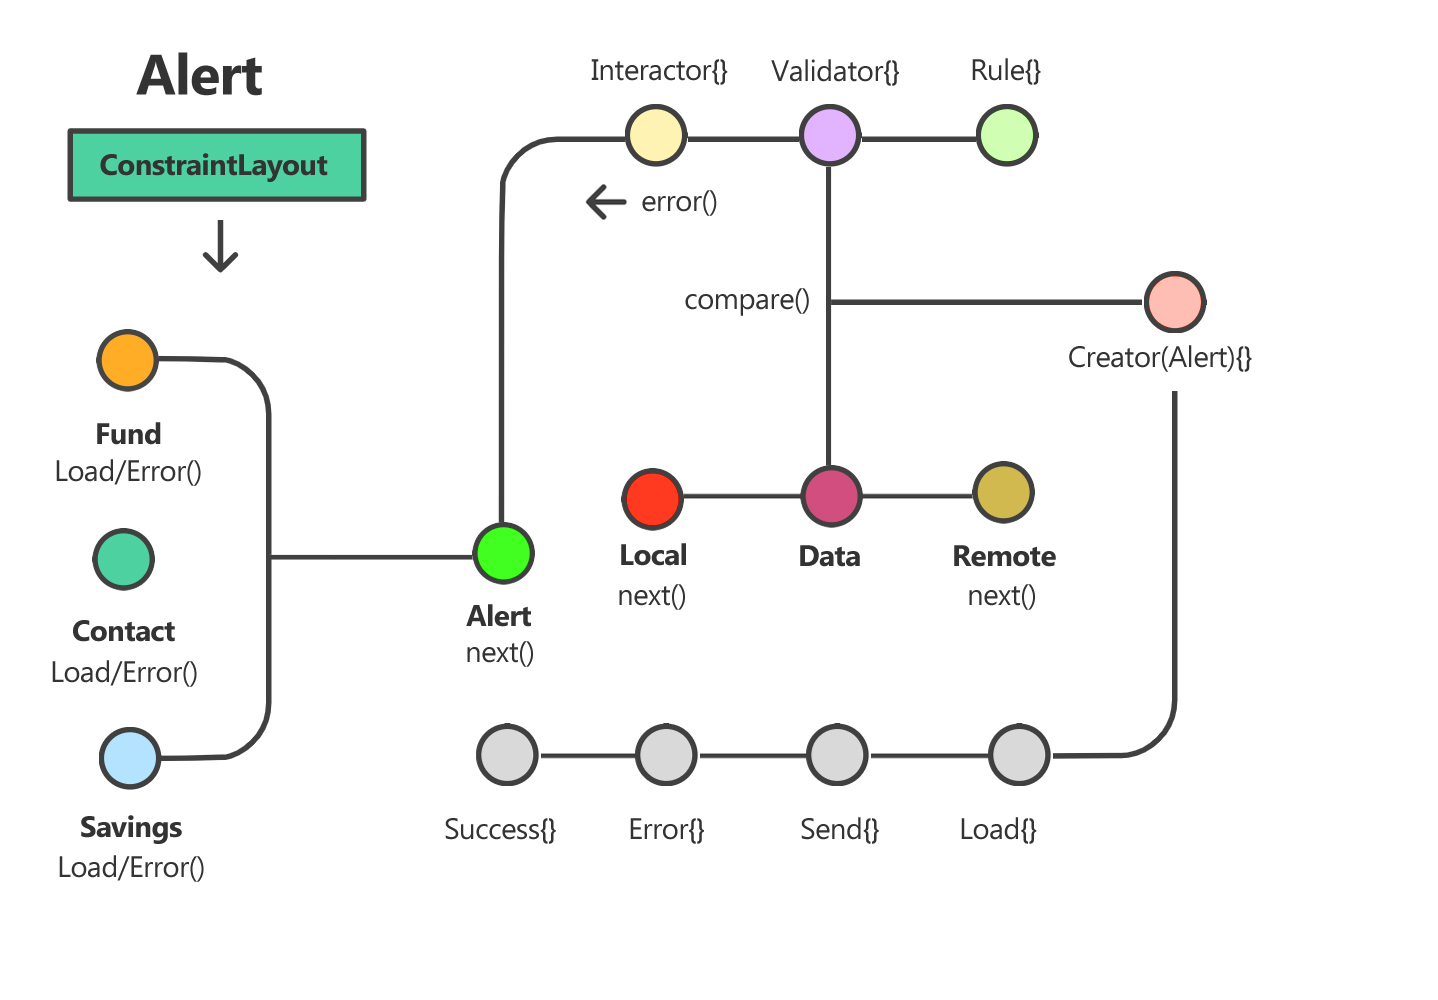 Alert
ConstraintLayout
Interactor{}
Validator{}
Rule{}
error()
compare()
Creator(Alert){}
Fund
Load/Error()
Contact
Load/Error()
Savings
Load/Error()
Alert
next()
Local
next()
Data
Remote
next()
Success{}
Error{}
Send{}
Load{}